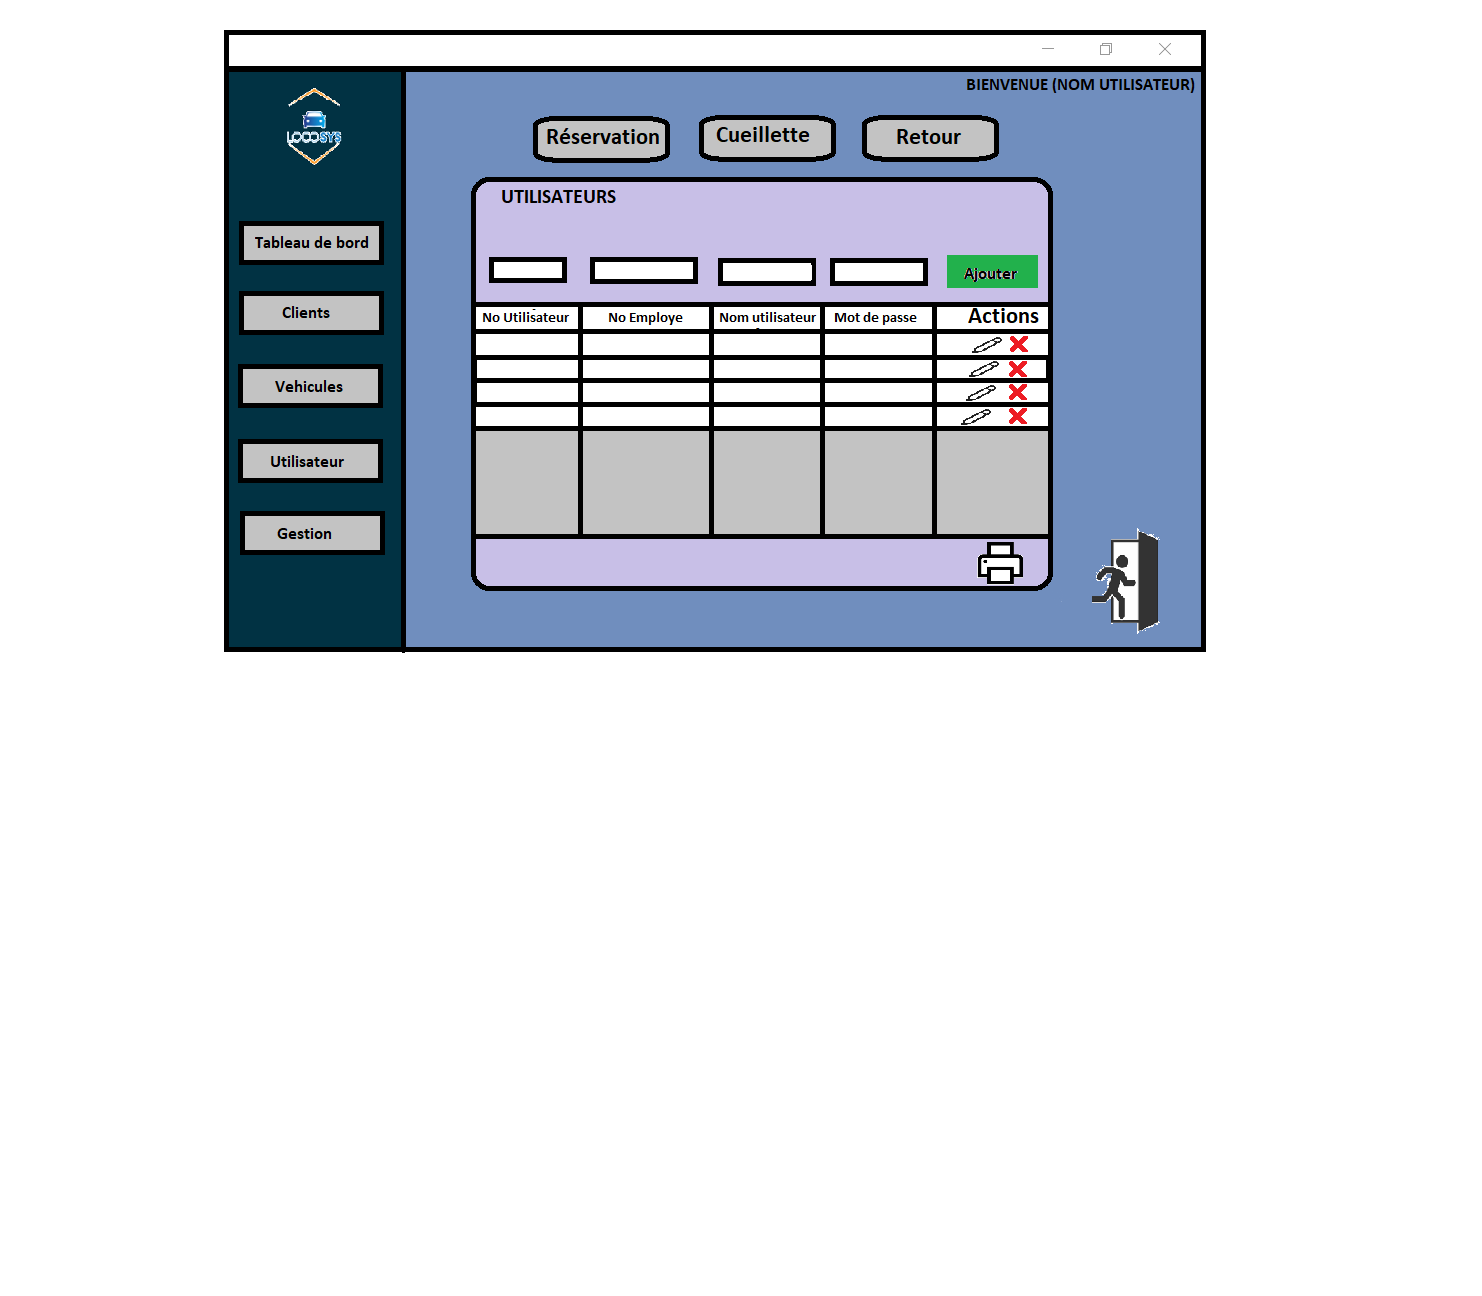 BIENVENUE (NOM UTILISATEUR)
LOCOSYS
Réservation
Cueillette
Retour
UTILISATEURS
Tableau de bord
Clients
Vehicules
Utilisateur
Gestion
Ajouter
No Utilisateur
No Employe
Nom utilisateur
Mot de passe
Actions